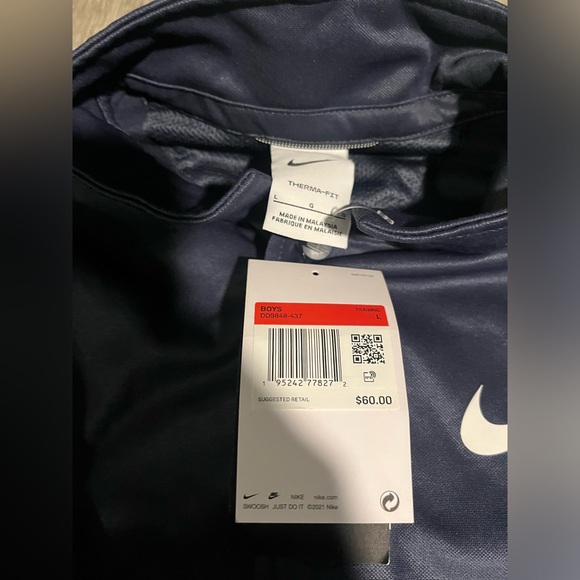 THERMA-FIT
L G
MADE IN MALAYSIA
FABRIQUÉ EN MALAISIE
BOYS TRAINING
DD9848-437 L
1 95242 77827 2
SUGGESTED RETAIL $60.00
NIKE nike.com
SWOOSH JUST DO IT ©2021 Nike